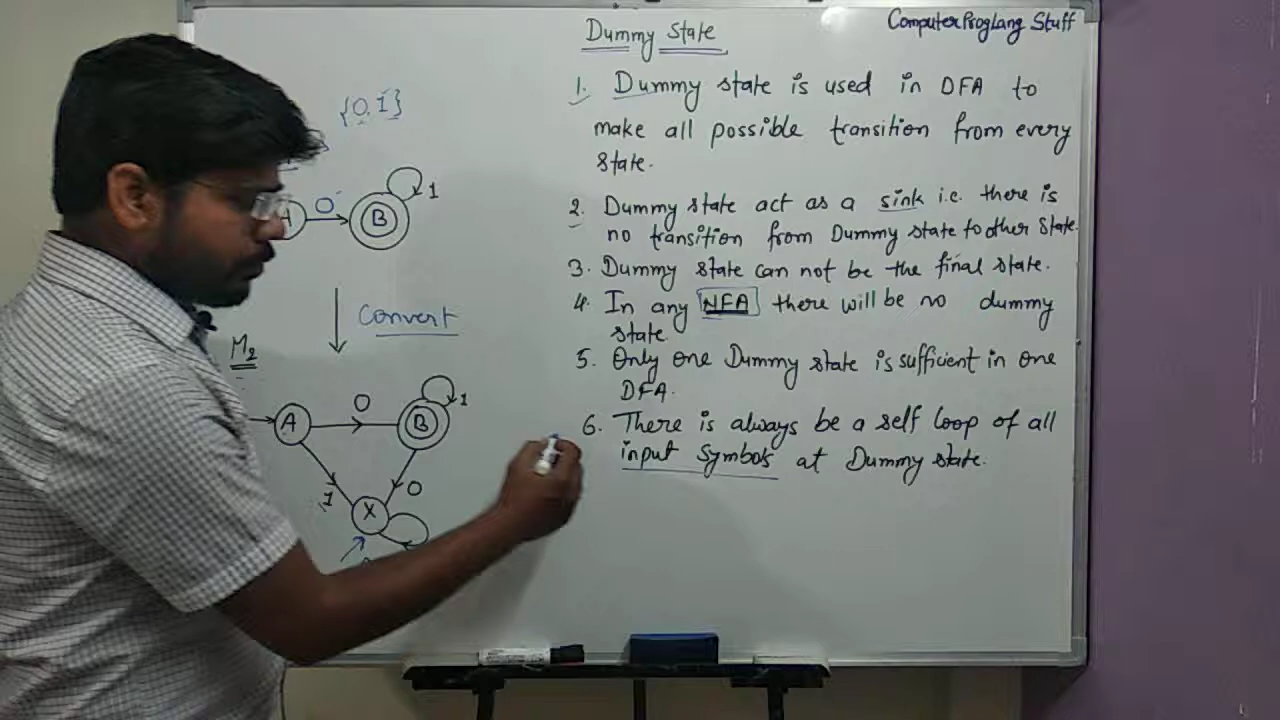 Dummy State
ComputerProgLang Stuff
1. Dummy state is used in DFA to
make all possible transition from every
state.
2. Dummy state act as a sink i.e. there is
no transition from Dummy state to other state.
3. Dummy state can not be the final state.
4. In any NFA there will be no dummy
state
5. Only one Dummy state is sufficient in one
DFA.
6. There is always be a self loop of all
input symbols at Dummy state.
{0,1}
A 0 B 1
Convert
M2
A 0 B 1
1 0
X